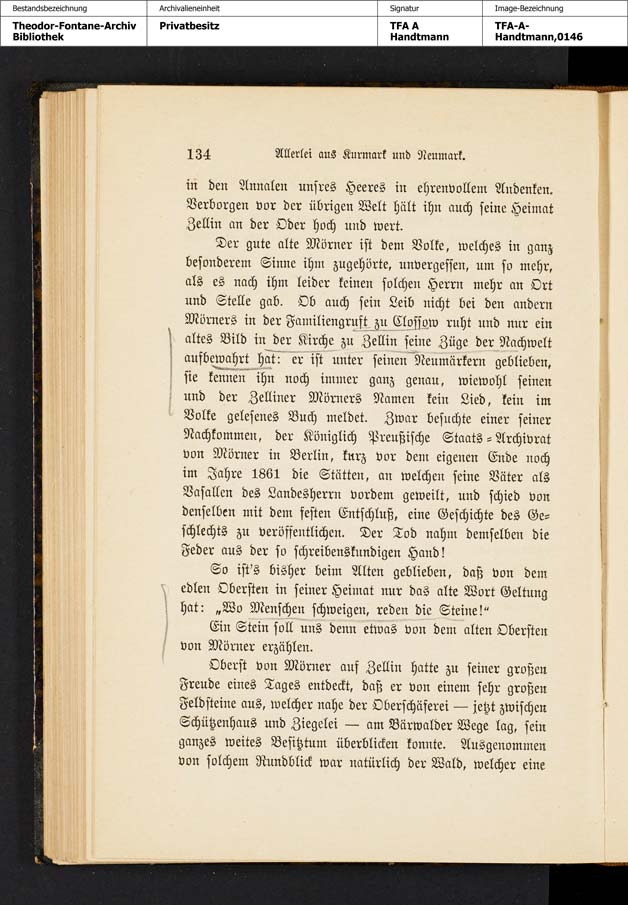 Bestandsbezeichnung
Theodor-Fontane-Archiv
Bibliothek
Archivalieneinheit
Privatbesitz
Signatur
TFA A
Handtmann
Image-Bezeichnung
TFA-A-
Handtmann,0146
134 Allerlei aus Kurmark und Neumark.
in den Annalen unsres Heeres in ehrenvollem Andenken.
Verborgen vor der übrigen Welt hält ihn auch seine Heimat
Zellin an der Oder hoch und wert.
Der gute alte Mörner ist dem Volke, welches in ganz
besonderem Sinne ihm zugehörte, unvergessen, um so mehr,
als es nach ihm leider keinen solchen Herrn mehr an Ort
und Stelle gab. Ob auch sein Leib nicht bei den andern
Mörners in der Familiengruft zu Clossow ruht und nur ein
altes Bild in der Kirche zu Zellin seine Züge der Nachwelt
aufbewahrt hat: er ist unter seinen Neumärkern geblieben,
sie kennen ihn noch immer ganz genau, wiewohl seinen
und der Zelliner Mörners Namen kein Lied, kein im
Volke gelesenes Buch meldet. Zwar besuchte einer seiner
Nachkommen, der Königlich Preußische Staats-Archivrat
von Mörner in Berlin, kurz vor dem eigenen Ende noch
im Jahre 1861 die Stätten, an welchen seine Väter als
Vasallen des Landesherrn vordem geweilt, und schied von
denselben mit dem festen Entschluß, eine Geschichte des Ge-
schlechts zu veröffentlichen. Der Tod nahm demselben die
Feder aus der so schreibenskundigen Hand!
So ist's bisher beim Alten geblieben, daß von dem
edlen Obersten in seiner Heimat nur das alte Wort Geltung
hat: „Wo Menschen schweigen, reden die Steine!“
Ein Stein soll uns denn etwas von dem alten Obersten
von Mörner erzählen.
Oberst von Mörner auf Zellin hatte zu seiner großen
Freude eines Tages entdeckt, daß er von einem sehr großen
Feldsteine aus, welcher nahe der Oberschäferei — jetzt zwischen
Schützenhaus und Ziegelei — am Bärwalder Wege lag, sein
ganzes weites Besitztum überblicken konnte. Ausgenommen
von solchem Rundblick war natürlich der Wald, welcher eine